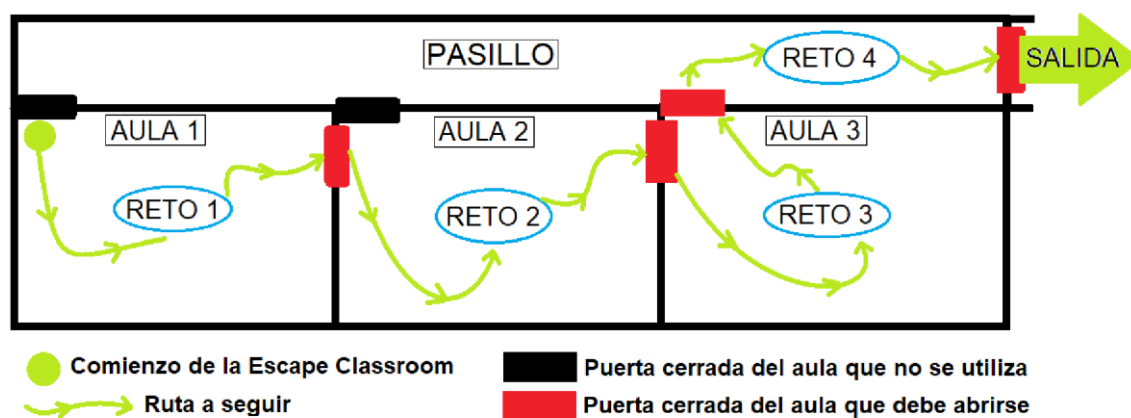 PASILLO
RETO 4
SALIDA
AULA 1
AULA 2
AULA 3
RETO 1
RETO 2
RETO 3
Comienzo de la Escape Classroom
Puerta cerrada del aula que no se utiliza
Ruta a seguir
Puerta cerrada del aula que debe abrirse